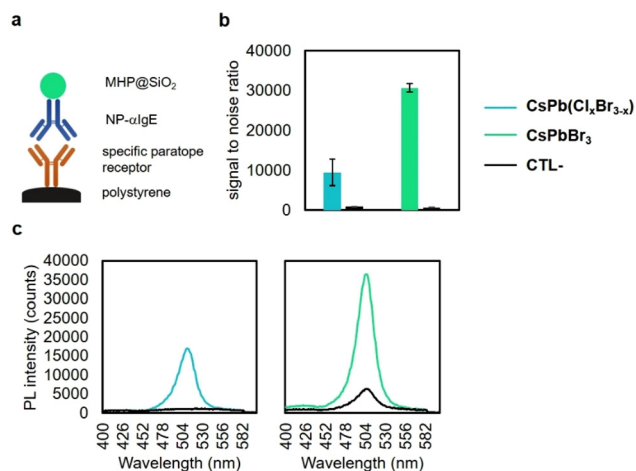 a
MHP@SiO2
NP-αIgE
specific paratope
receptor
polystyrene
b
signal to noise ratio
40000
30000
20000
10000
0
CsPb(ClxBr3-x)
CsPbBr3
CTL-
c
PL intensity (counts)
40000
35000
30000
25000
20000
15000
10000
5000
0
400 426 452 478 504 530 556 582
Wavelength (nm)
400 426 452 478 504 530 556 582
Wavelength (nm)